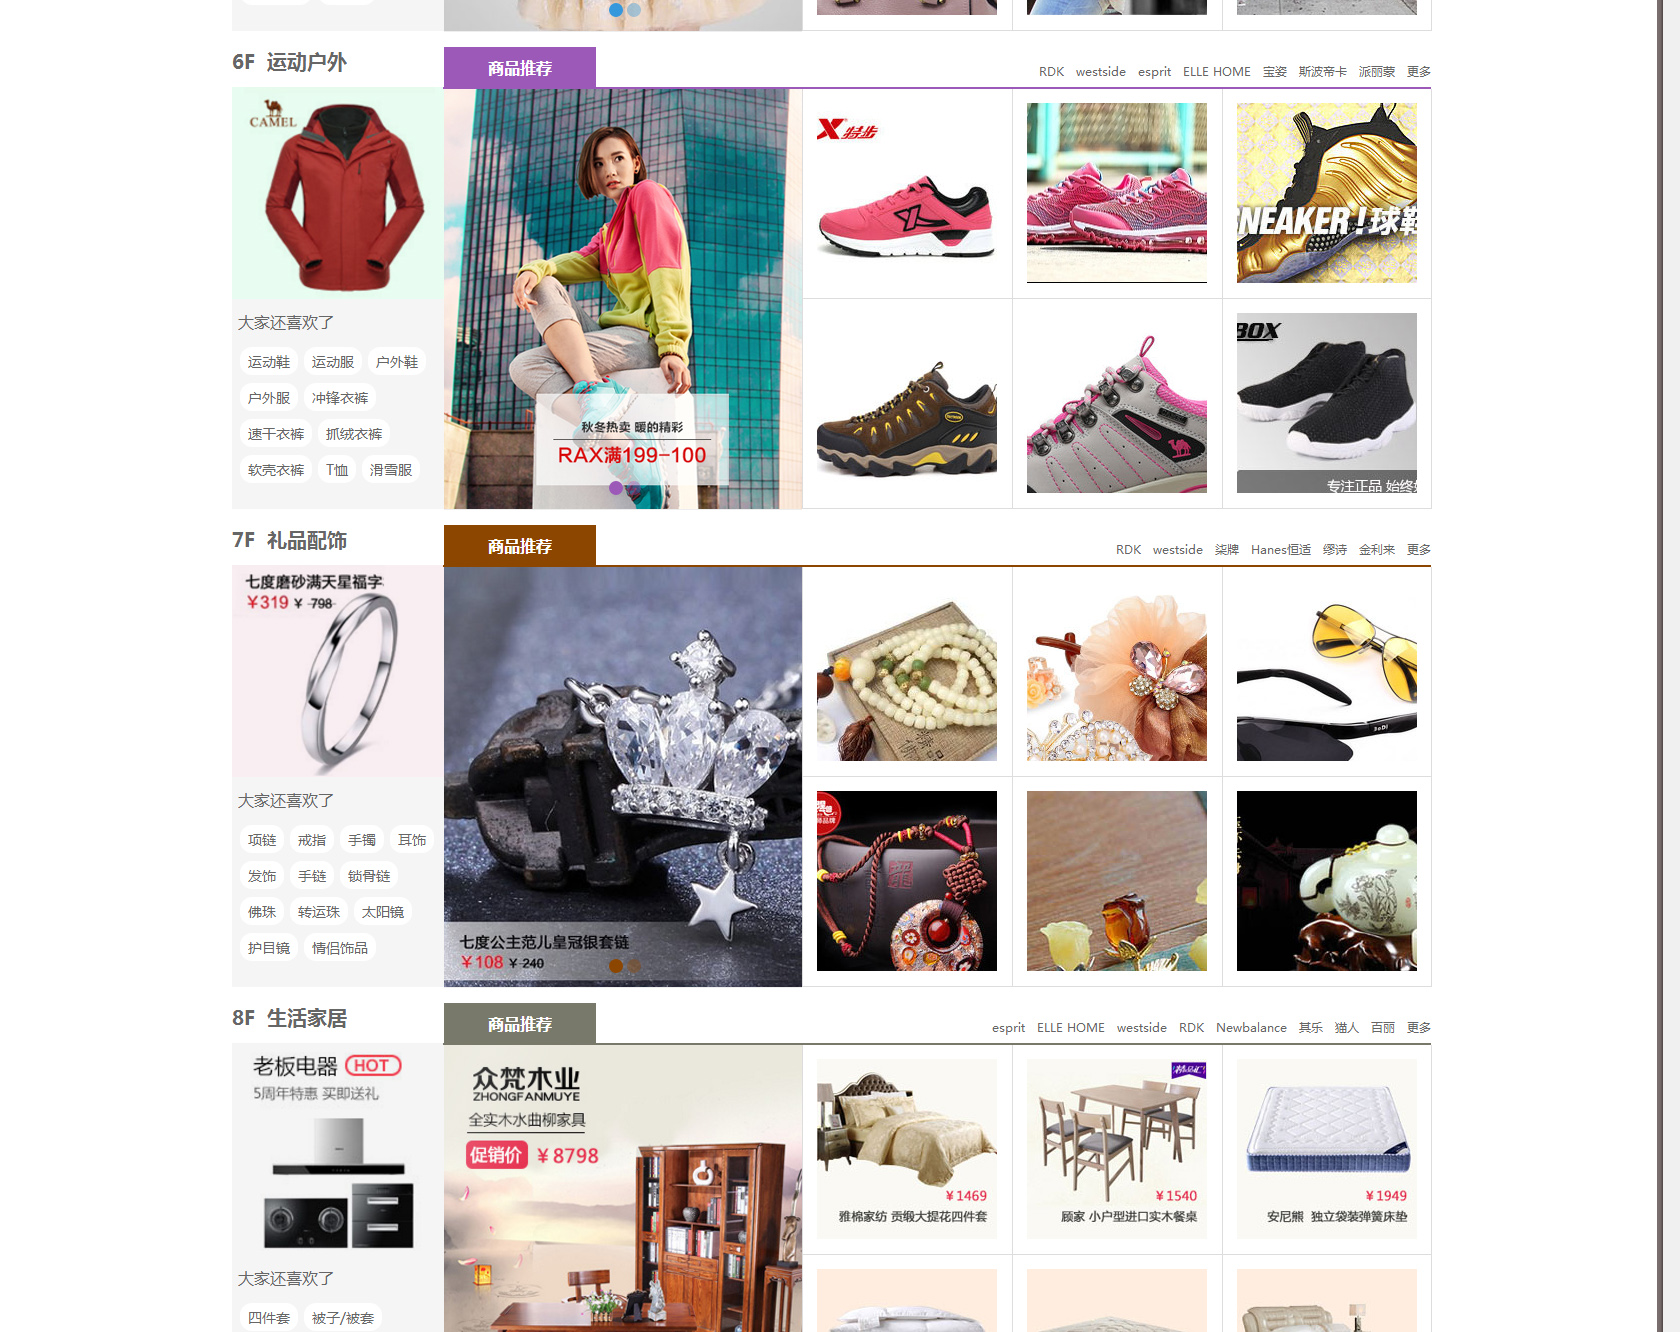 6F 运动户外
商品推荐
RDK westside esprit ELLE HOME 宝姿 斯波帝卡 派丽蒙 更多
CAMEL
大家还喜欢了
运动鞋 运动服 户外鞋
户外服 冲锋衣裤
速干衣裤 抓绒衣裤
软壳衣裤 T恤 滑雪服
秋冬热卖 暖的精彩
RAX满199-100
X特步
NEAKER!球鞋
BOX
专注正品 始终
7F 礼品配饰
商品推荐
RDK westside 柒牌 Hanes恒适 缪诗 金利来 更多
七度磨砂满天星福字
￥319 ￥ 798
大家还喜欢了
项链 戒指 手镯 耳饰
发饰 手链 锁骨链
佛珠 转运珠 太阳镜
护目镜 情侣饰品
七度公主范儿皇冠银套链
￥108 ￥240
8F 生活家居
商品推荐
esprit ELLE HOME westside RDK Newbalance 其乐 猫人 百丽 更多
老板电器 HOT
5周年特惠 买即送礼
大家还喜欢了
四件套 被子/被套
众梵木业
ZHONGFANMUYE
全实木水曲柳家具
促销价 ￥8798
￥1469
雅棉家纺 贡缎大提花四件套
￥1540
顾家 小户型进口实木餐桌
￥1949
安尼熊 独立袋装弹簧床垫